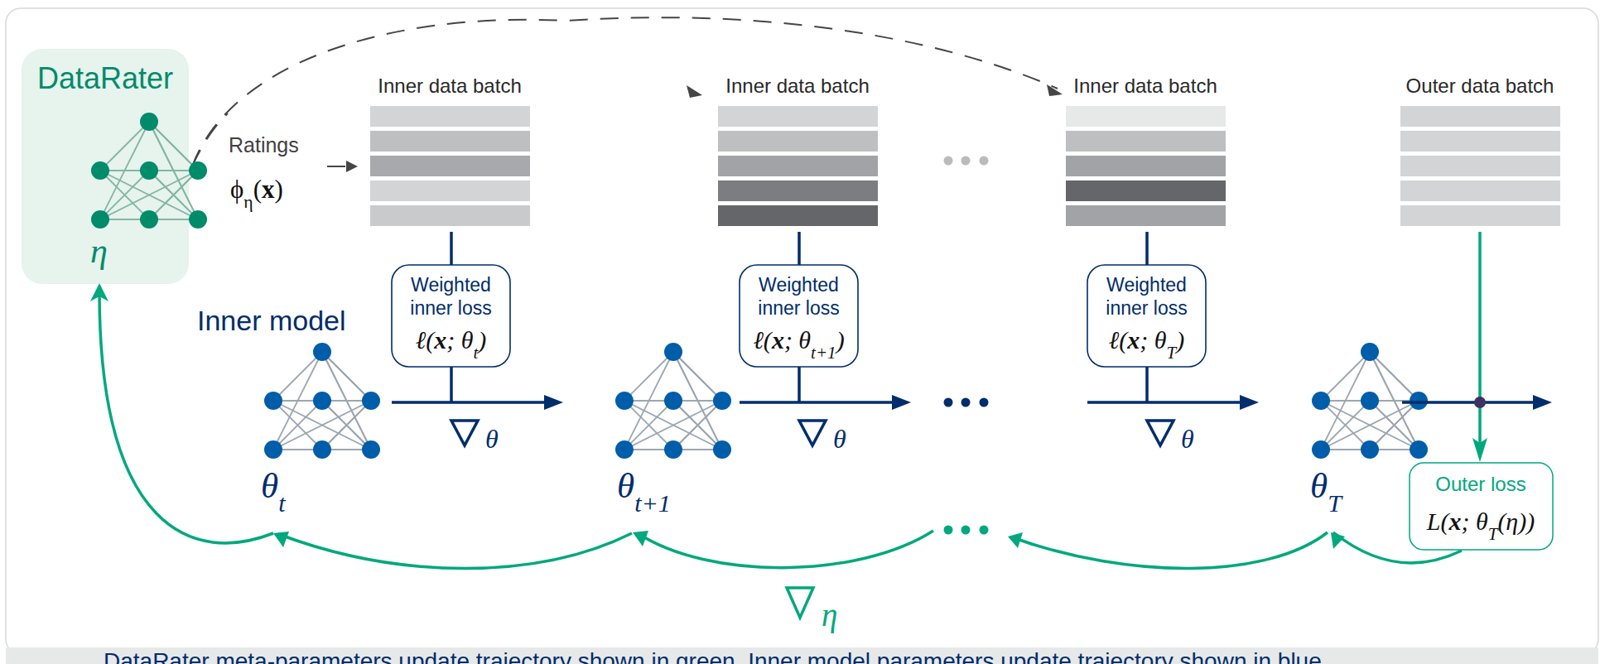 DataRater
Inner data batch
Inner data batch
Inner data batch
Outer data batch
Ratings
ϕη(x)
η
Weighted
inner loss
ℓ(x; θt)
Weighted
inner loss
ℓ(x; θt+1)
Weighted
inner loss
ℓ(x; θT)
Inner model
∇θ
∇θ
∇θ
θt
θt+1
θT
Outer loss
L(x; θT(η))
∇η
DataRater meta-parameters update trajectory shown in green. Inner model parameters update trajectory shown in blue.